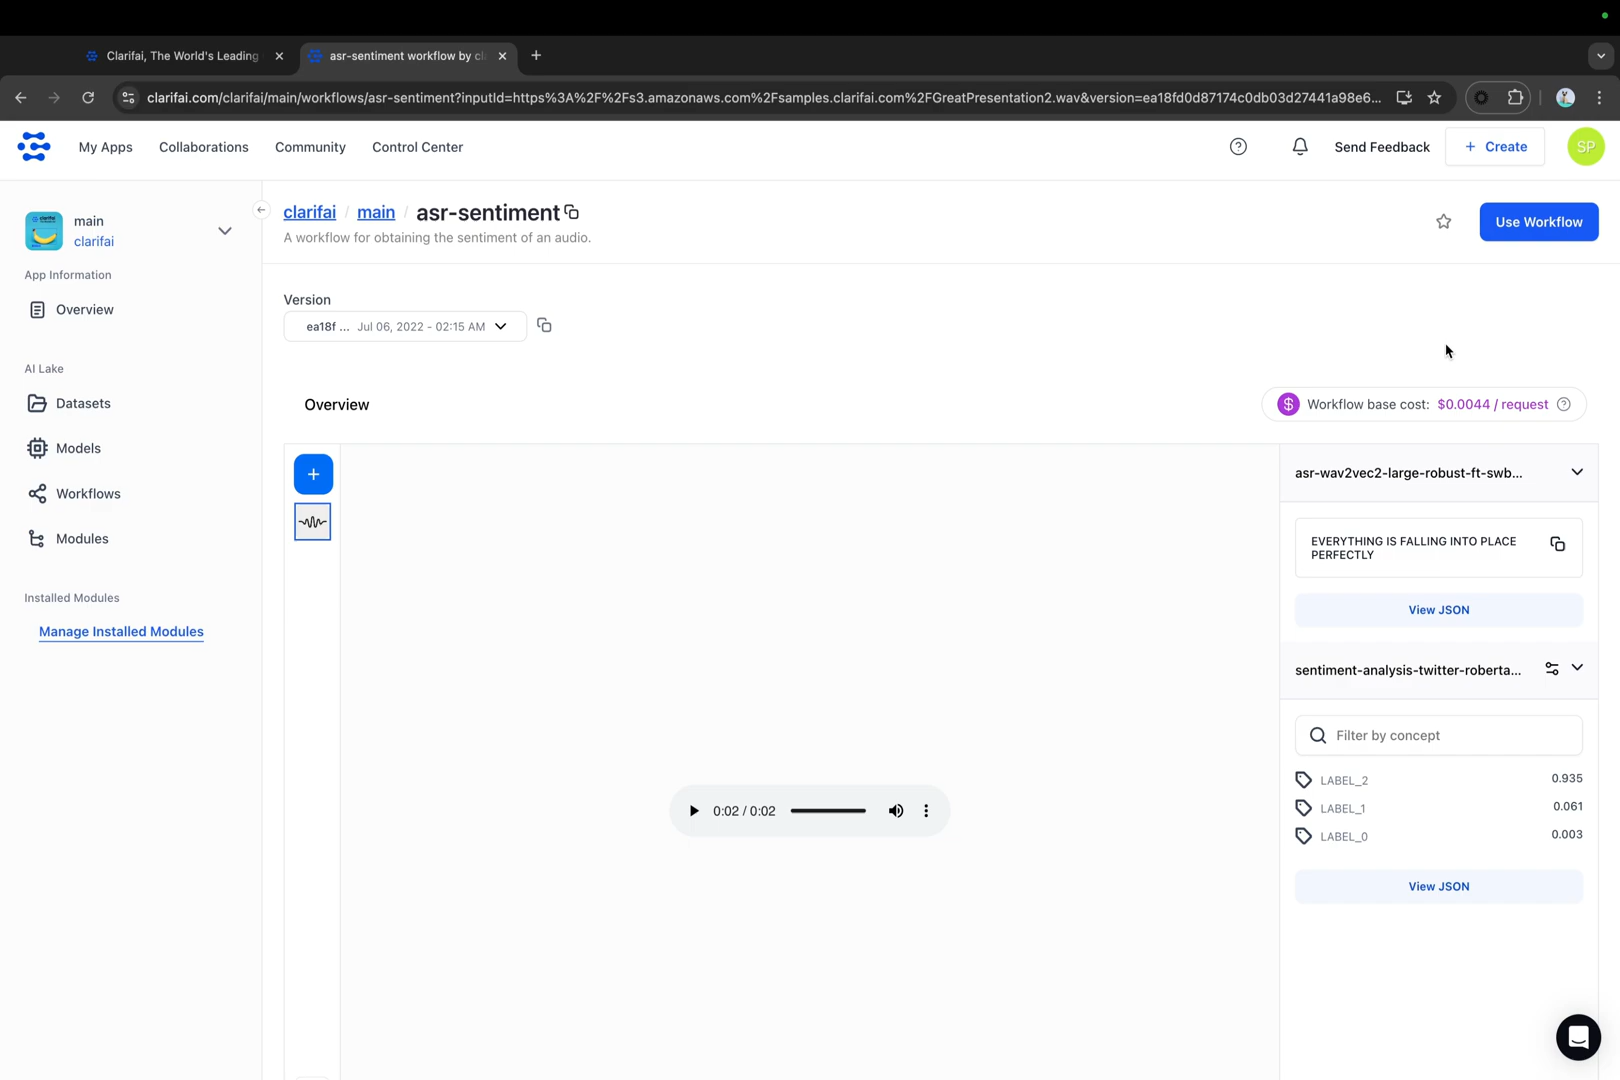 Clarifai, The World's Leading
asr-sentiment workflow by cl
clarifai.com/clarifai/main/workflows/asr-sentiment?inputId=https%3A%2F%2Fs3.amazonaws.com%2Fsamples.clarifai.com%2FGreatPresentation2.wav&version=ea18fd0d87174c0db03d27441a98e6...
My Apps
Collaborations
Community
Control Center
Send Feedback
+ Create
SP
main
clarifai
App Information
Overview
AI Lake
Datasets
Models
Workflows
Modules
Installed Modules
Manage Installed Modules
clarifai / main / asr-sentiment
A workflow for obtaining the sentiment of an audio.
Use Workflow
Version
ea18f ... Jul 06, 2022 - 02:15 AM
Overview
$ Workflow base cost: $0.0044 / request
0:02 / 0:02
asr-wav2vec2-large-robust-ft-swb...
EVERYTHING IS FALLING INTO PLACE
PERFECTLY
View JSON
sentiment-analysis-twitter-roberta...
Filter by concept
LABEL_2 0.935
LABEL_1 0.061
LABEL_0 0.003
View JSON